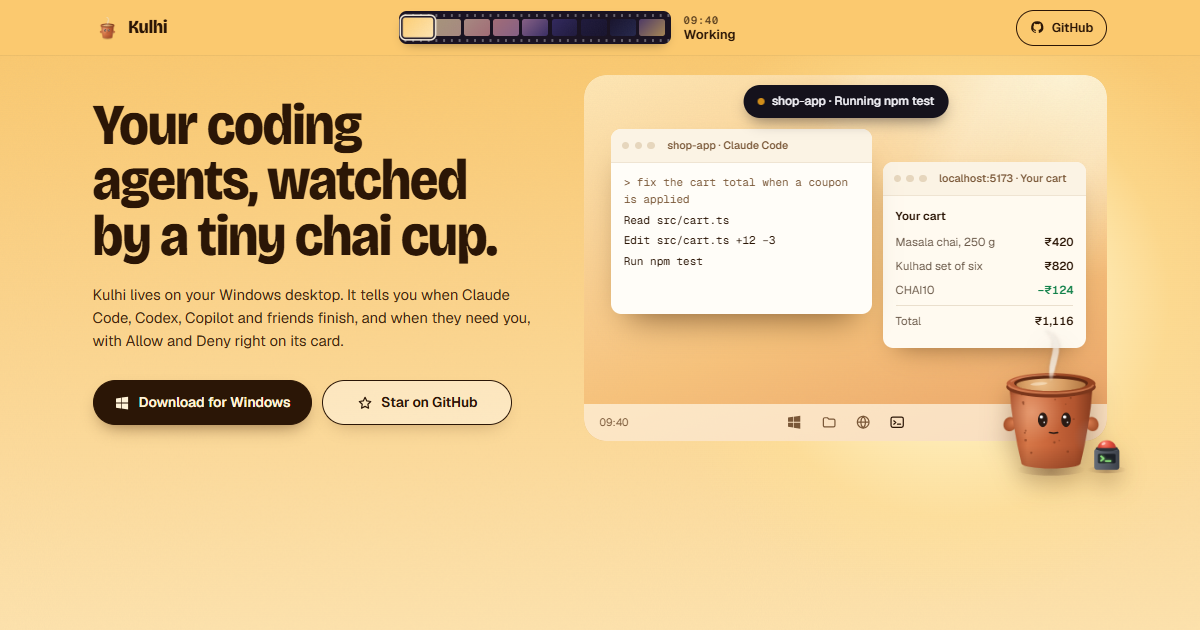 Kulhi
09:40
Working
GitHub
Your coding
agents, watched
by a tiny chai cup.
Kulhi lives on your Windows desktop. It tells you when Claude
Code, Codex, Copilot and friends finish, and when they need you,
with Allow and Deny right on its card.
Download for Windows
Star on GitHub
shop-app · Running npm test
shop-app · Claude Code
> fix the cart total when a coupon
is applied
Read src/cart.ts
Edit src/cart.ts +12 −3
Run npm test
localhost:5173 · Your cart
Your cart
Masala chai, 250 g ₹420
Kulhad set of six ₹820
CHAI10 −₹124
Total ₹1,116
09:40